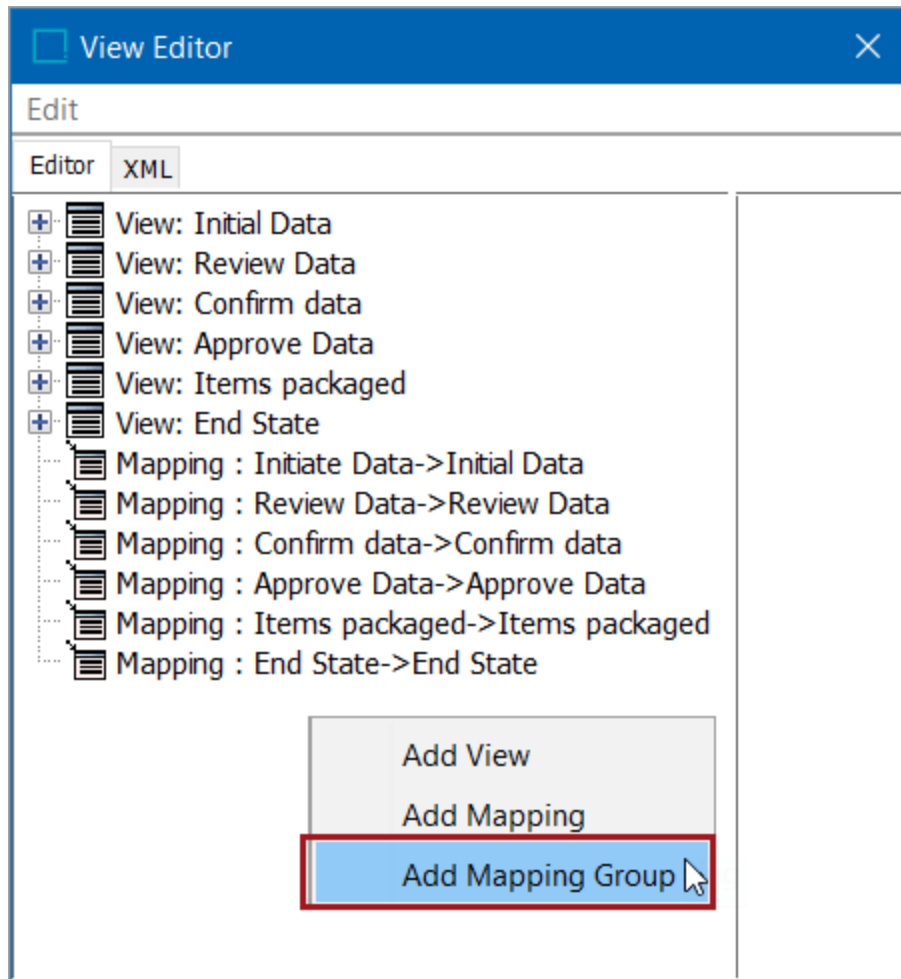 View Editor
Edit
Editor XML
View: Initial Data
View: Review Data
View: Confirm data
View: Approve Data
View: Items packaged
View: End State
Mapping : Initiate Data->Initial Data
Mapping : Review Data->Review Data
Mapping : Confirm data->Confirm data
Mapping : Approve Data->Approve Data
Mapping : Items packaged->Items packaged
Mapping : End State->End State
Add View
Add Mapping
Add Mapping Group